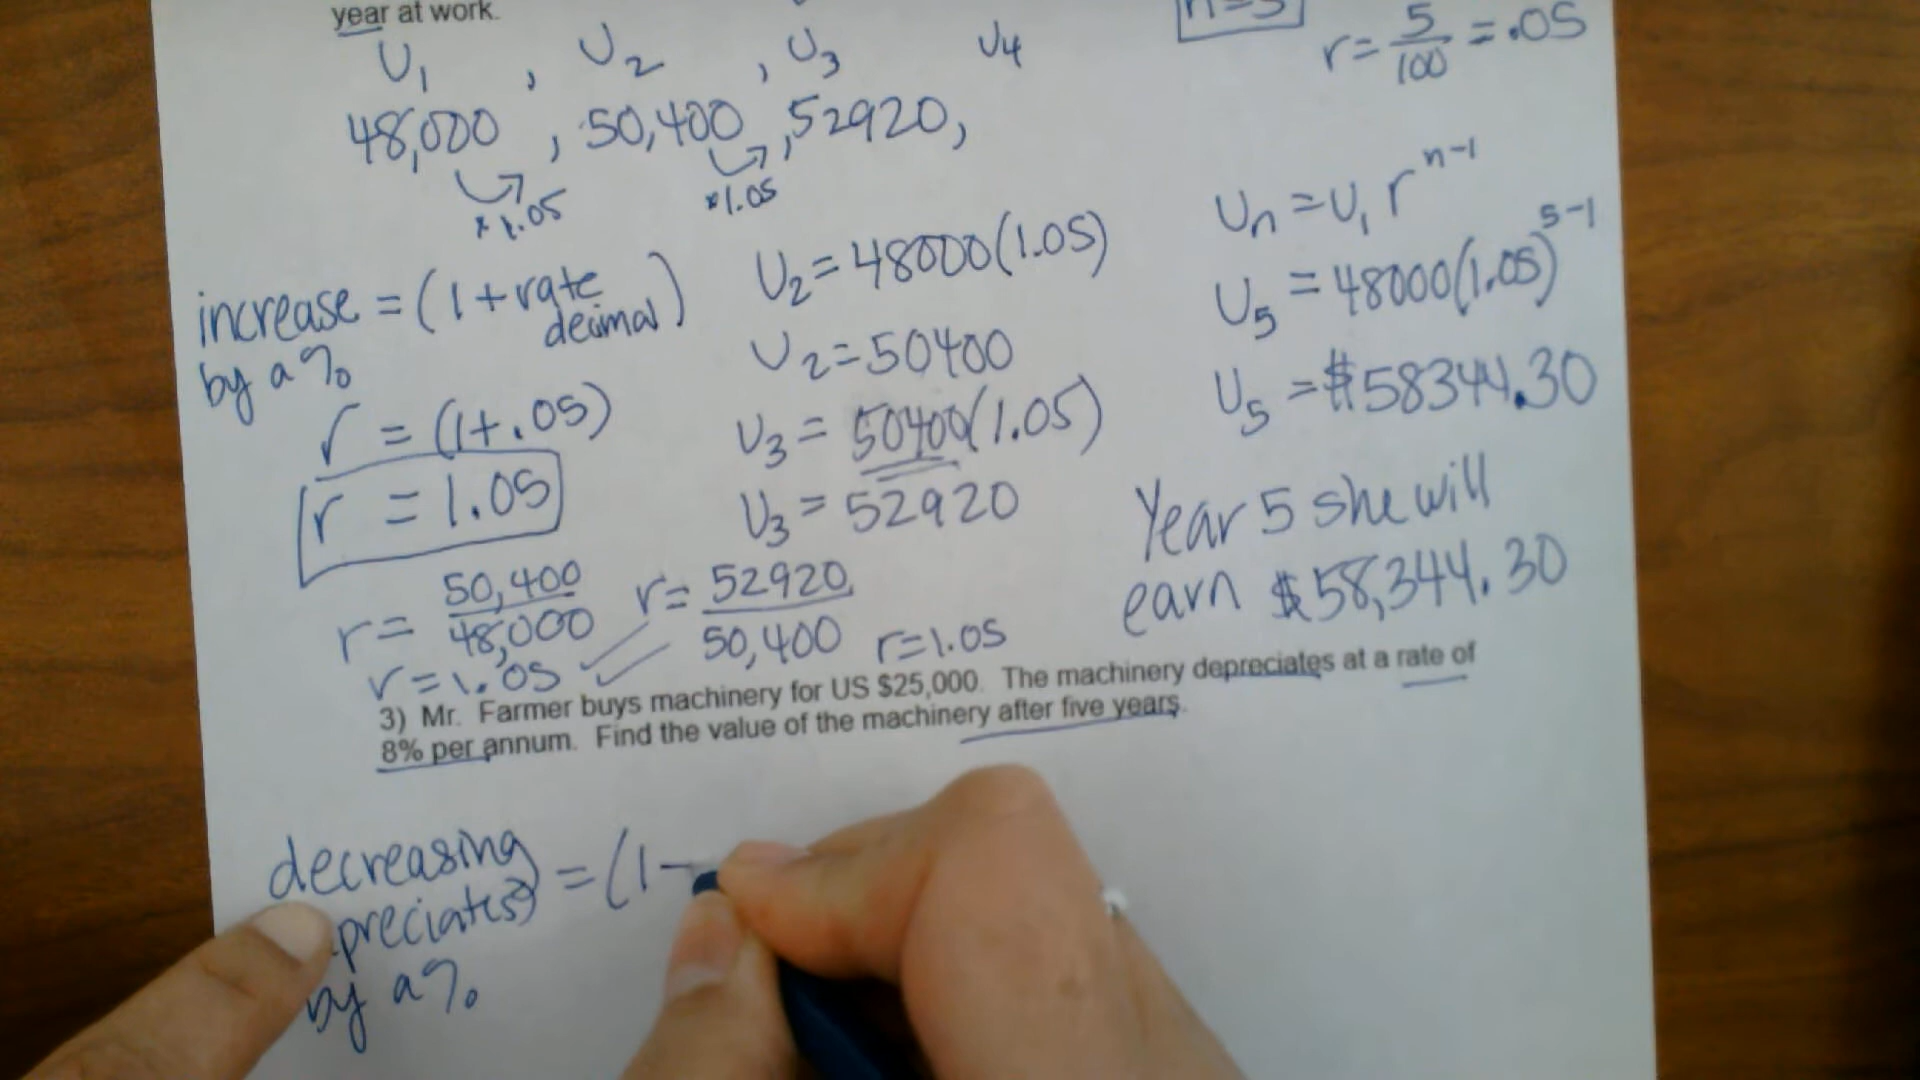 year at work.
U1 , U2 , U3 U4
48,000 , 50,400 , 52920,
×1.05 ×1.05
r = 5/100 = .05
Un = U1 r^n-1
increase = (1 + rate decimal)
by a %
U2 = 48000(1.05)
U5 = 48000(1.05)^5-1
U2 = 50400
U5 = $58344.30
r = (1+.05)
U3 = 50400(1.05)
r = 1.05
U3 = 52920
Year 5 she will
earn $58,344.30
r = 50,400/48,000 r = 52920/50,400
r = 1.05 r = 1.05
3) Mr. Farmer buys machinery for US $25,000. The machinery depreciates at a rate of
8% per annum. Find the value of the machinery after five years.
decreasing = (1 -
preciates)
by a %